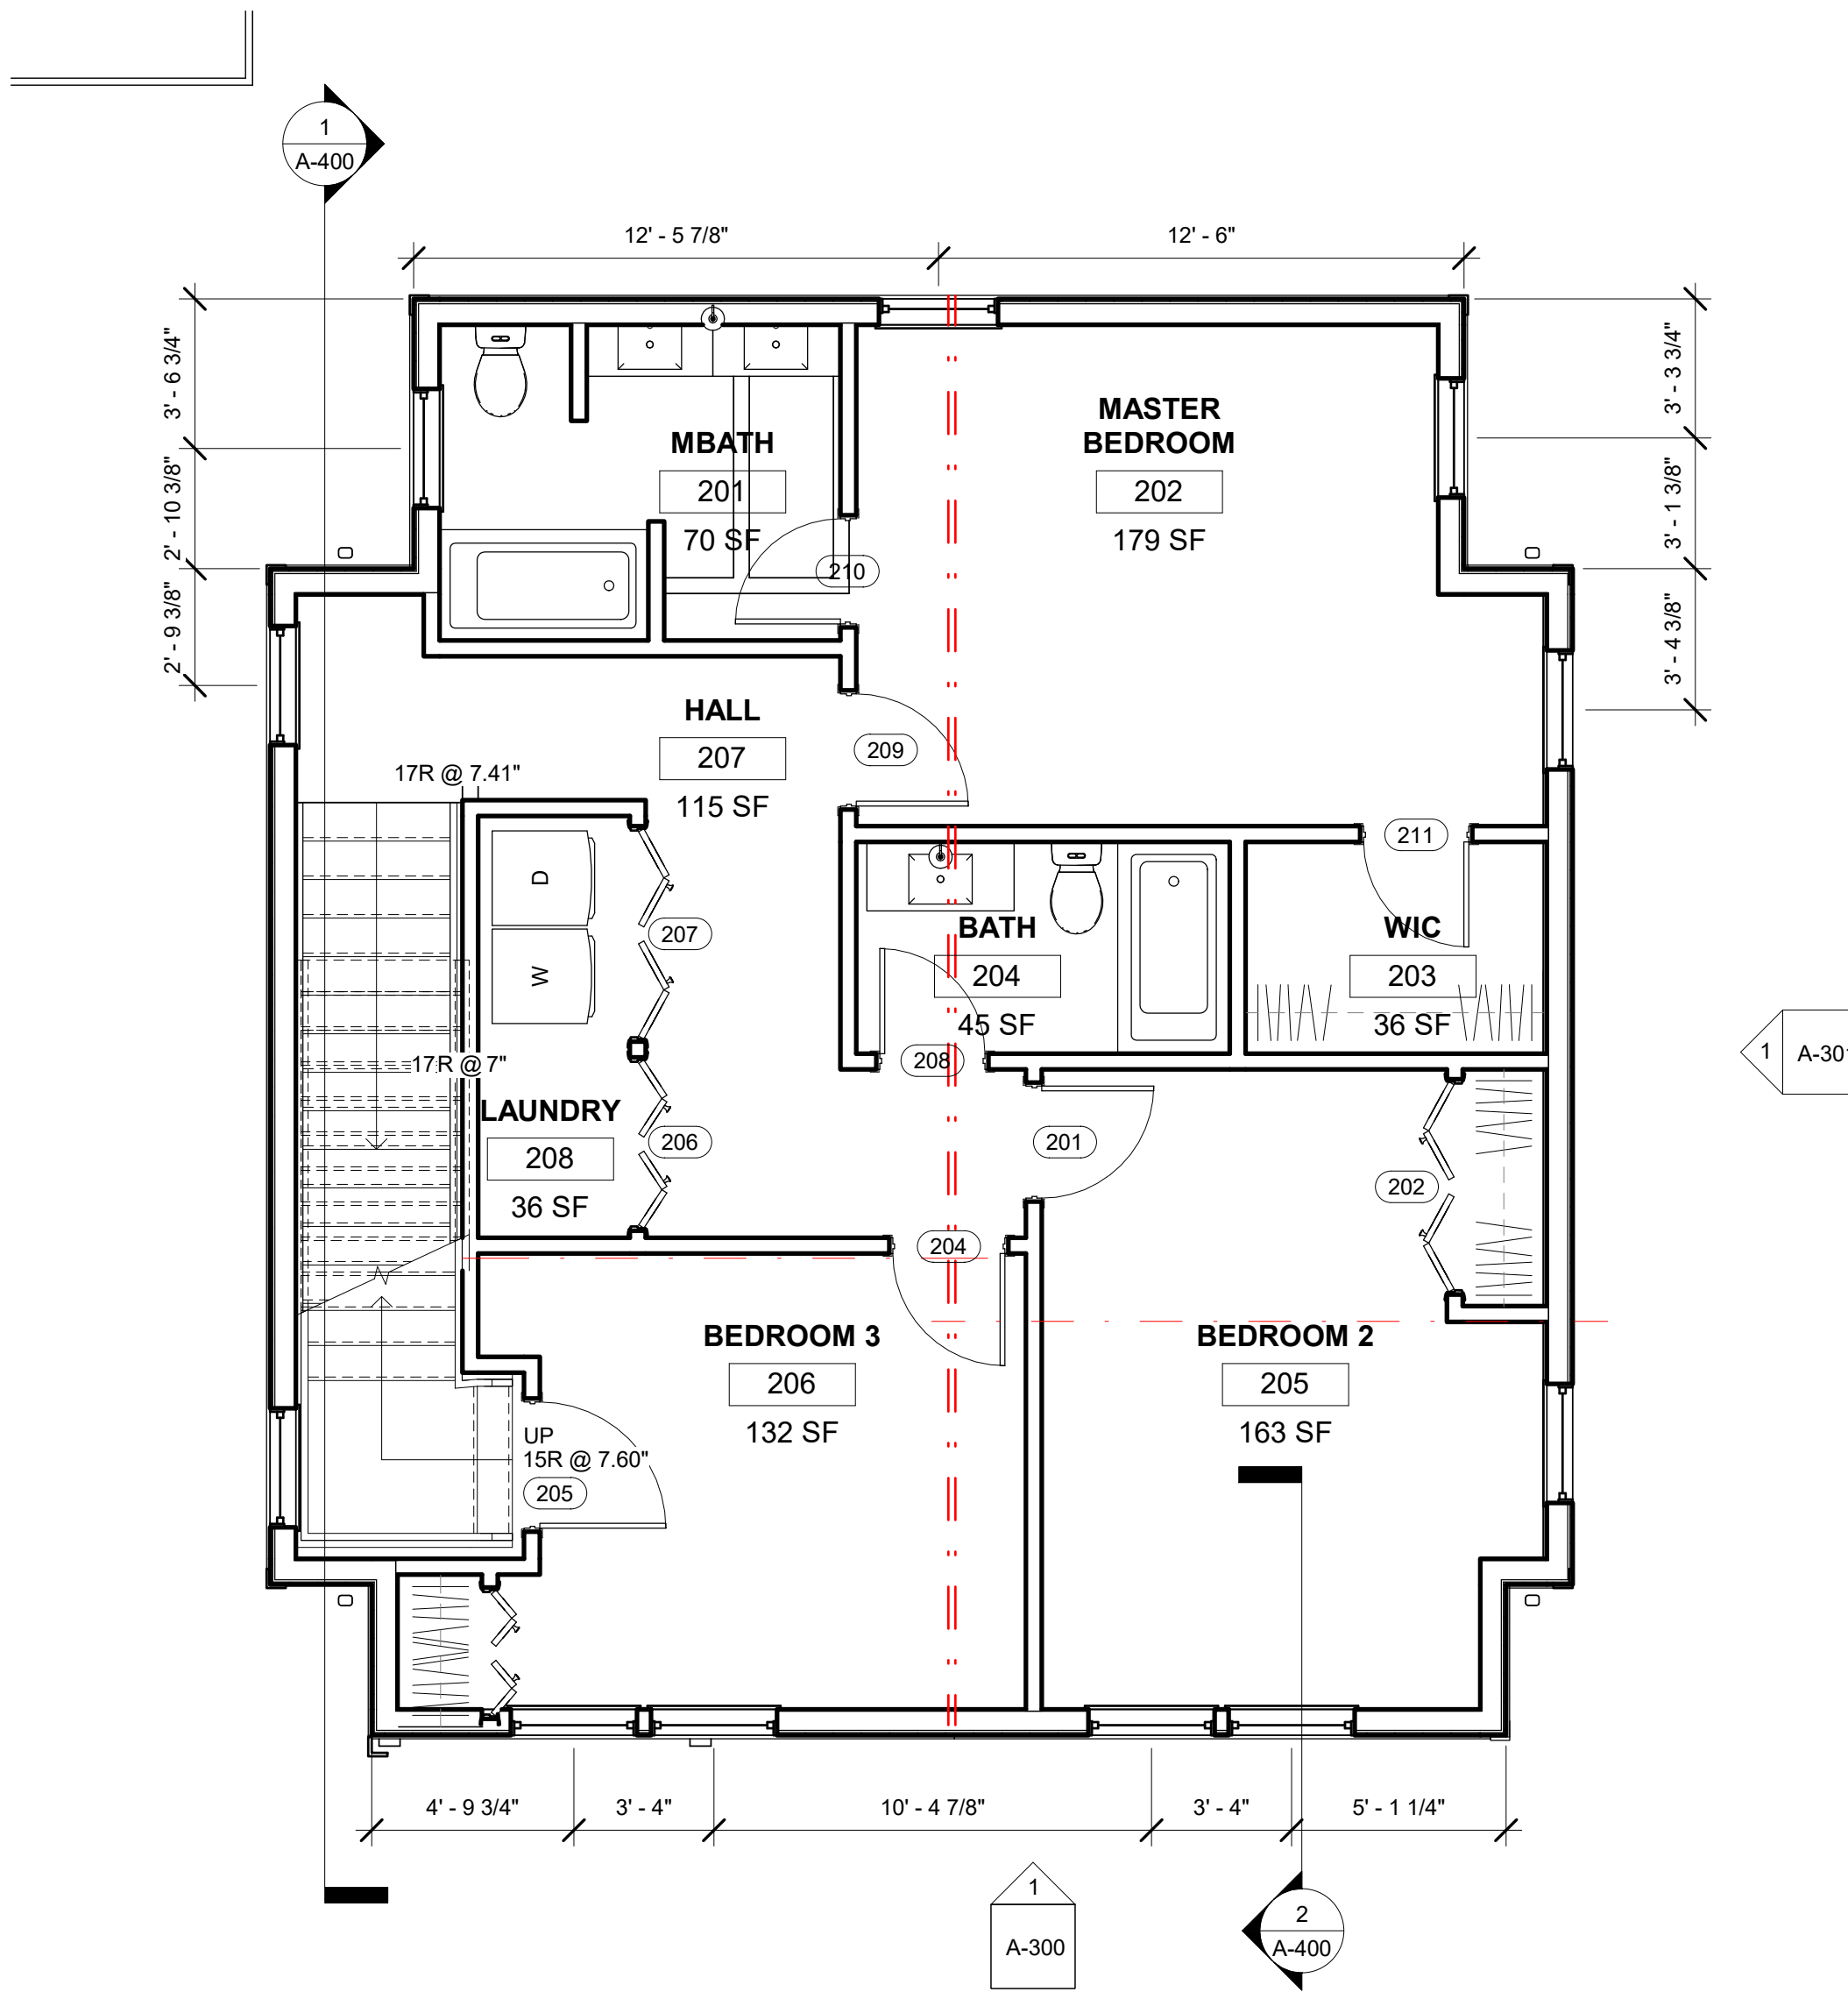 1
A-400
12' - 5 7/8"
12' - 6"
3' - 6 3/4"
2' - 10 3/8"
2' - 9 3/8"
3' - 3 3/4"
3' - 1 3/8"
3' - 4 3/8"
MBATH
201
70 SF
210
MASTER
BEDROOM
202
179 SF
HALL
207
115 SF
209
17R @ 7.41"
211
D
W
207
BATH
204
45 SF
208
WIC
203
36 SF
1
A-301
17R @ 7"
LAUNDRY
208
36 SF
206
201
202
204
BEDROOM 3
206
132 SF
BEDROOM 2
205
163 SF
UP
15R @ 7.60"
205
4' - 9 3/4"
3' - 4"
10' - 4 7/8"
3' - 4"
5' - 1 1/4"
1
A-300
2
A-400